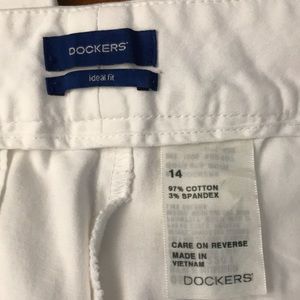 DOCKERS®
ideal fit
14
97% COTTON
3% SPANDEX
CARE ON REVERSE
MADE IN
VIETNAM
DOCKERS®